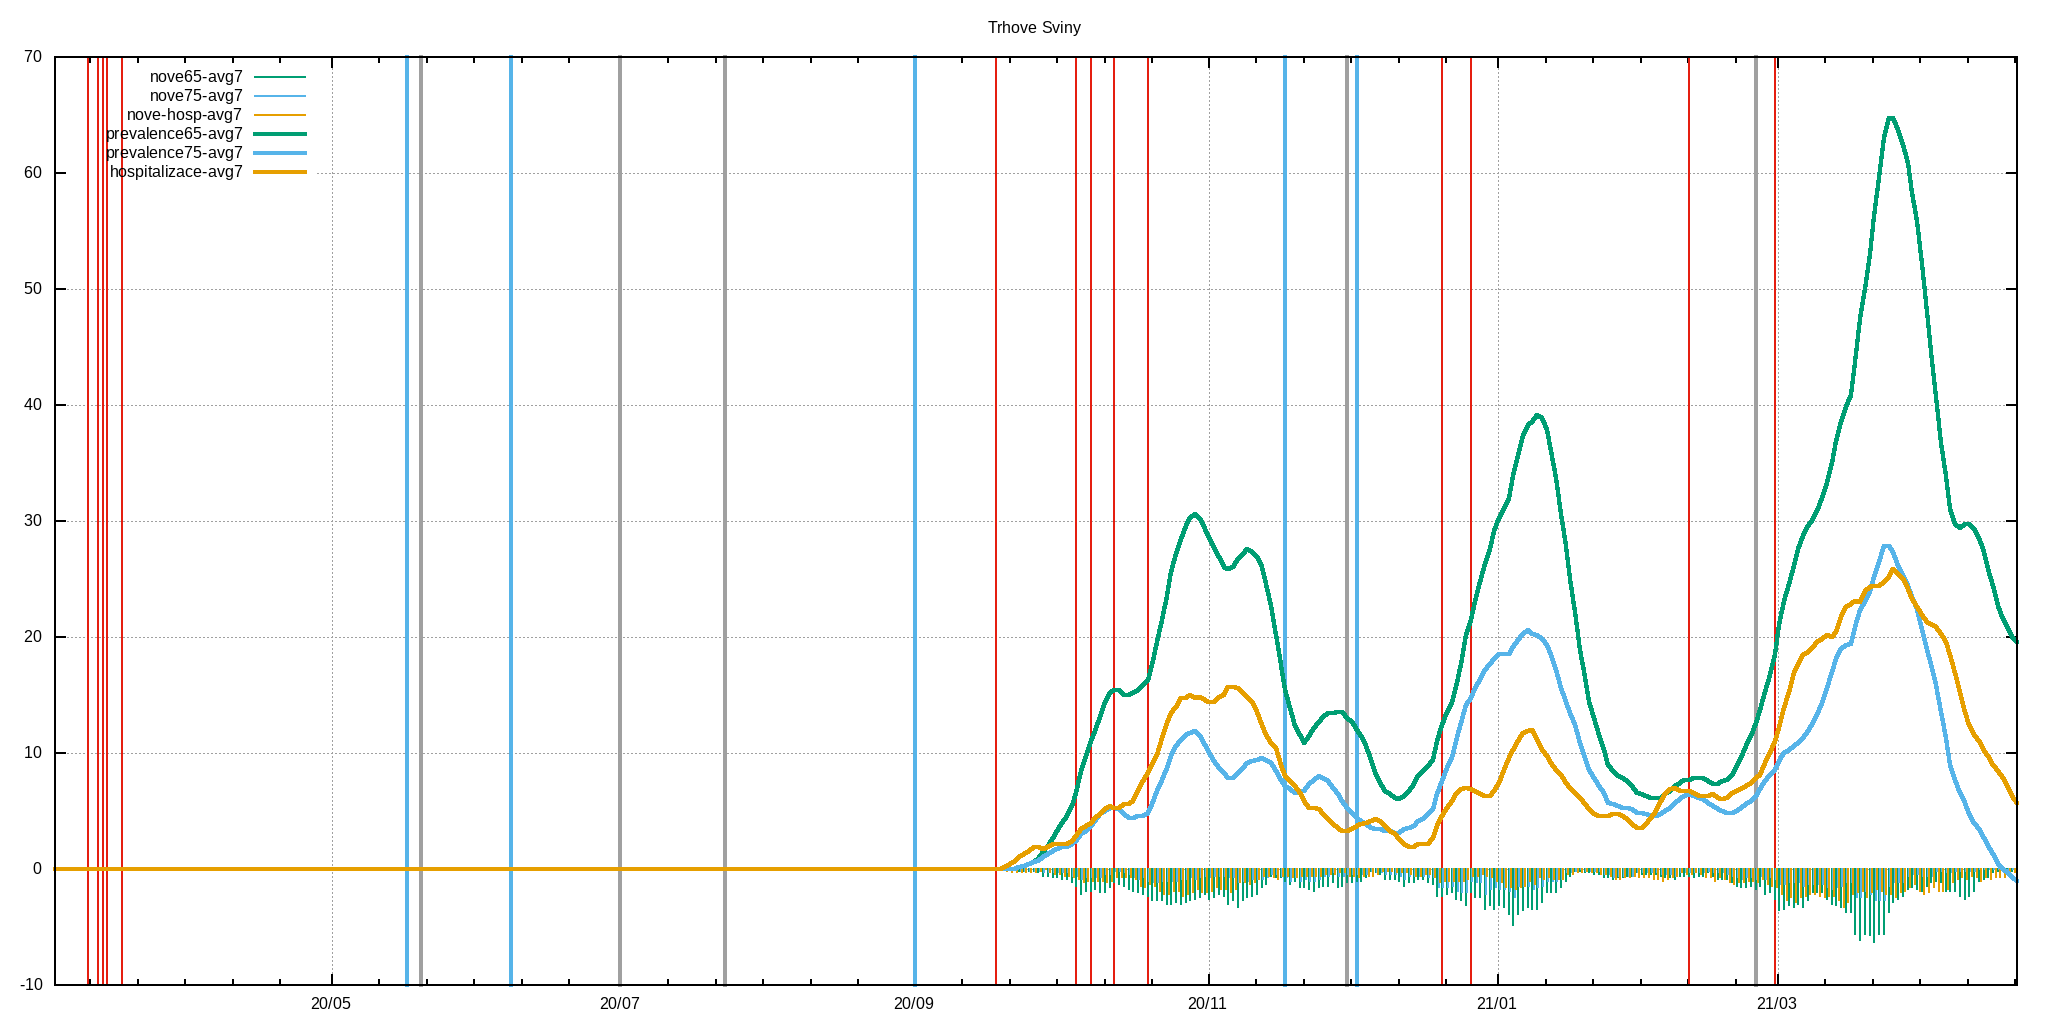 Trhove Sviny
70
nove65-avg7
nove75-avg7
nove-hosp-avg7
prevalence65-avg7
prevalence75-avg7
hospitalizace-avg7
60
50
40
30
20
10
0
-10
20/05 20/07 20/09 20/11 21/01 21/03